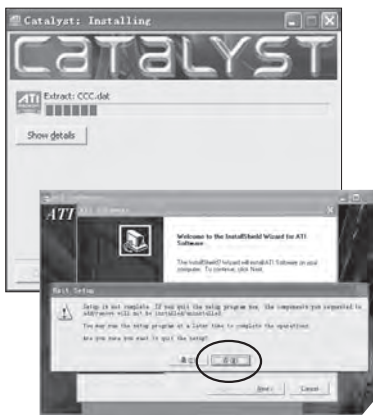 Catalyst: Installing
CATALYST
ATI
Extract: CCC.dat
Show details
ATI
Welcome to the InstallShield Wizard for ATI
Software
The InstallShield® Wizard will install ATI Software on your
computer. To continue, click Next.
Exit Setup
Setup is not complete. If you quit the setup program now, the components you requested to
add/remove will not be installed/uninstalled.
You may run the setup program at a later time to complete the operations.
Are you sure you want to quit the setup?
Next >
Cancel